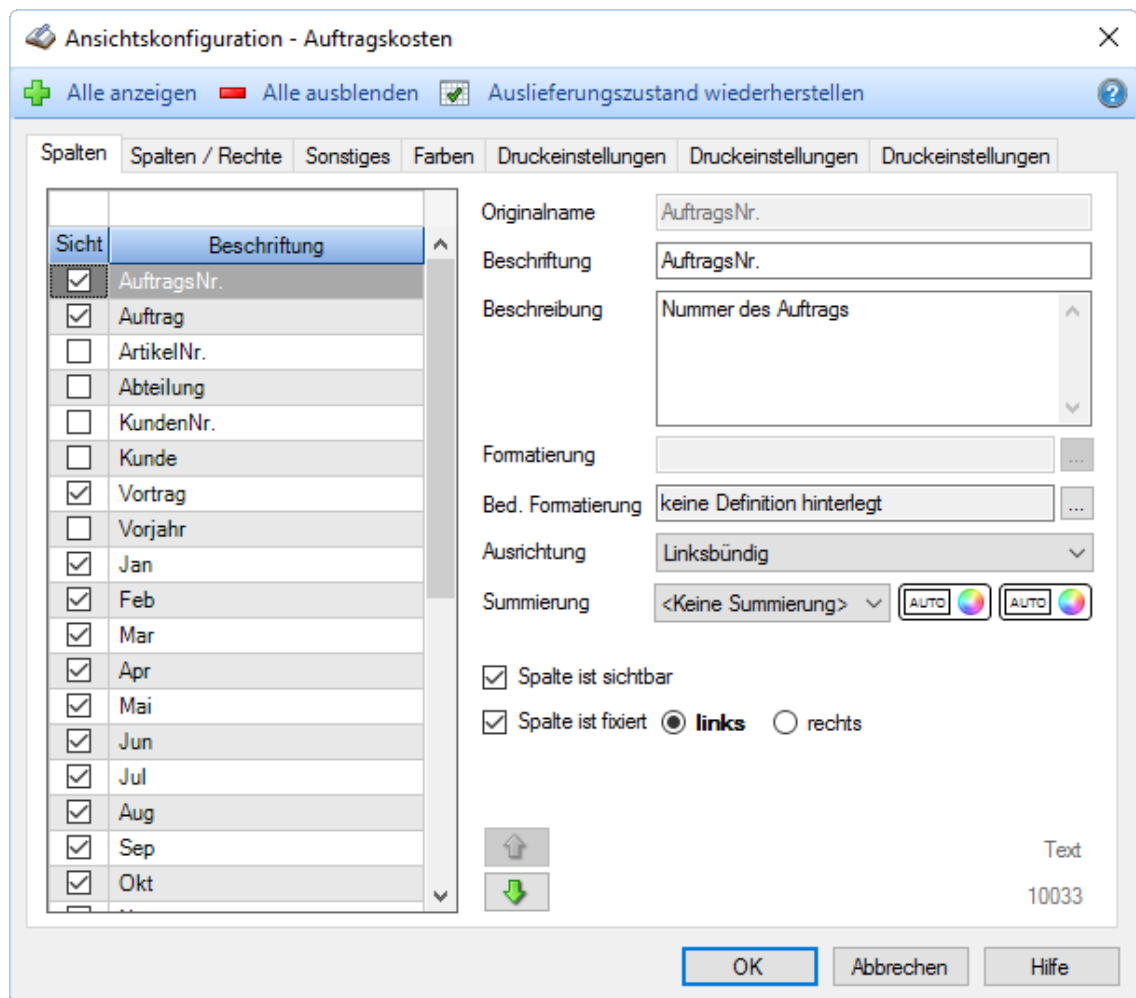 Ansichtskonfiguration - Auftragskosten
Alle anzeigen Alle ausblenden Auslieferungszustand wiederherstellen
Spalten Spalten / Rechte Sonstiges Farben Druckeinstellungen Druckeinstellungen Druckeinstellungen
Sicht Beschriftung
AuftragsNr.
Auftrag
ArtikelNr.
Abteilung
KundenNr.
Kunde
Vortrag
Vorjahr
Jan
Feb
Mar
Apr
Mai
Jun
Jul
Aug
Sep
Okt
Originalname AuftragsNr.
Beschriftung AuftragsNr.
Beschreibung Nummer des Auftrags
Formatierung ...
Bed. Formatierung keine Definition hinterlegt ...
Ausrichtung Linksbündig
Summierung <Keine Summierung> AUTO AUTO
Spalte ist sichtbar
Spalte ist fixiert links rechts
Text
10033
OK Abbrechen Hilfe